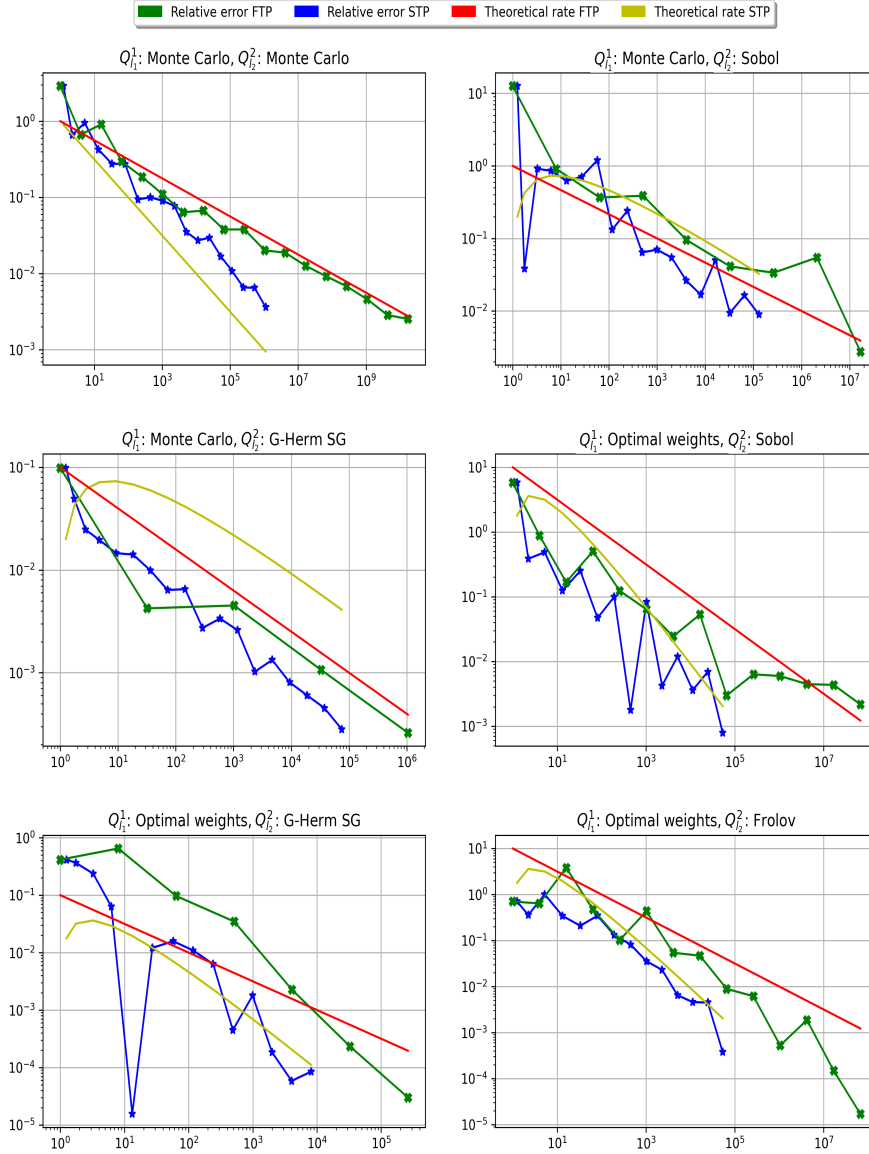 Relative error FTP Relative error STP Theoretical rate FTP Theoretical rate STP
$Q^1_{l_1}$: Monte Carlo, $Q^2_{l_2}$: Monte Carlo
$10^0$
$10^{-1}$
$10^{-2}$
$10^{-3}$
$10^1$ $10^3$ $10^5$ $10^7$ $10^9$
$Q^1_{l_1}$: Monte Carlo, $Q^2_{l_2}$: Sobol
$10^1$
$10^0$
$10^{-1}$
$10^{-2}$
$10^0$ $10^1$ $10^2$ $10^3$ $10^4$ $10^5$ $10^6$ $10^7$
$Q^1_{l_1}$: Monte Carlo, $Q^2_{l_2}$: G-Herm SG
$10^{-1}$
$10^{-2}$
$10^{-3}$
$10^0$ $10^1$ $10^2$ $10^3$ $10^4$ $10^5$ $10^6$
$Q^1_{l_1}$: Optimal weights, $Q^2_{l_2}$: Sobol
$10^1$
$10^0$
$10^{-1}$
$10^{-2}$
$10^{-3}$
$10^1$ $10^3$ $10^5$ $10^7$
$Q^1_{l_1}$: Optimal weights, $Q^2_{l_2}$: G-Herm SG
$10^0$
$10^{-1}$
$10^{-2}$
$10^{-3}$
$10^{-4}$
$10^{-5}$
$10^0$ $10^1$ $10^2$ $10^3$ $10^4$ $10^5$
$Q^1_{l_1}$: Optimal weights, $Q^2_{l_2}$: Frolov
$10^1$
$10^0$
$10^{-1}$
$10^{-2}$
$10^{-3}$
$10^{-4}$
$10^{-5}$
$10^1$ $10^3$ $10^5$ $10^7$